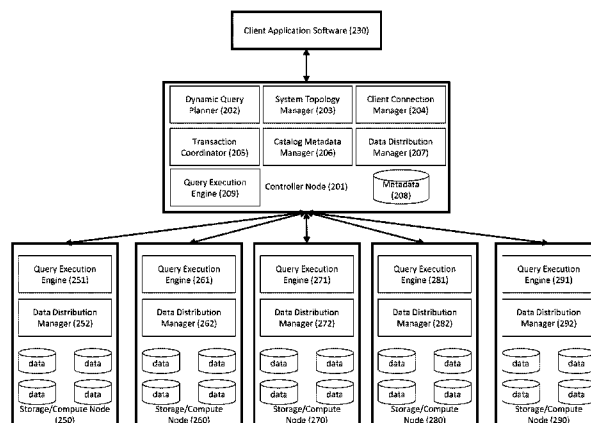 Client Application Software (230)
Dynamic Query
Planner (202)
System Topology
Manager (203)
Client Connection
Manager (204)
Transaction
Coordinator (205)
Catalog Metadata
Manager (206)
Data Distribution
Manager (207)
Query Execution
Engine (209)
Controller Node (201)
Metadata
(208)
Query Execution
Engine (251)
Data Distribution
Manager (252)
data
data
data
data
Storage/Compute Node
(250)
Query Execution
Engine (261)
Data Distribution
Manager (262)
data
data
data
data
Storage/Compute
Node (260)
Query Execution
Engine (271)
Data Distribution
Manager (272)
data
data
data
data
Storage/Compute
Node (270)
Query Execution
Engine (281)
Data Distribution
Manager (282)
data
data
data
data
Storage/Compute
Node (280)
Query Execution
Engine (291)
Data Distribution
Manager (292)
data
data
data
data
Storage/Compute
Node (290)